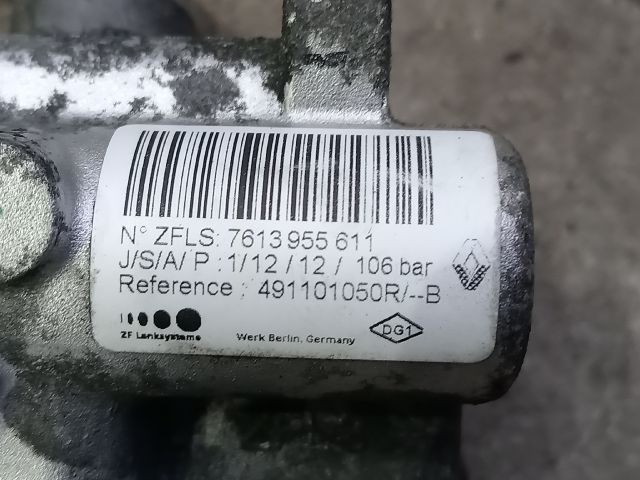 N° ZFLS: 7613 955 611
J/S/A/ P : 1/12 / 12 / 106 bar
Reference : 491101050R/--B
ZF Lenksysteme Werk Berlin, Germany DG1